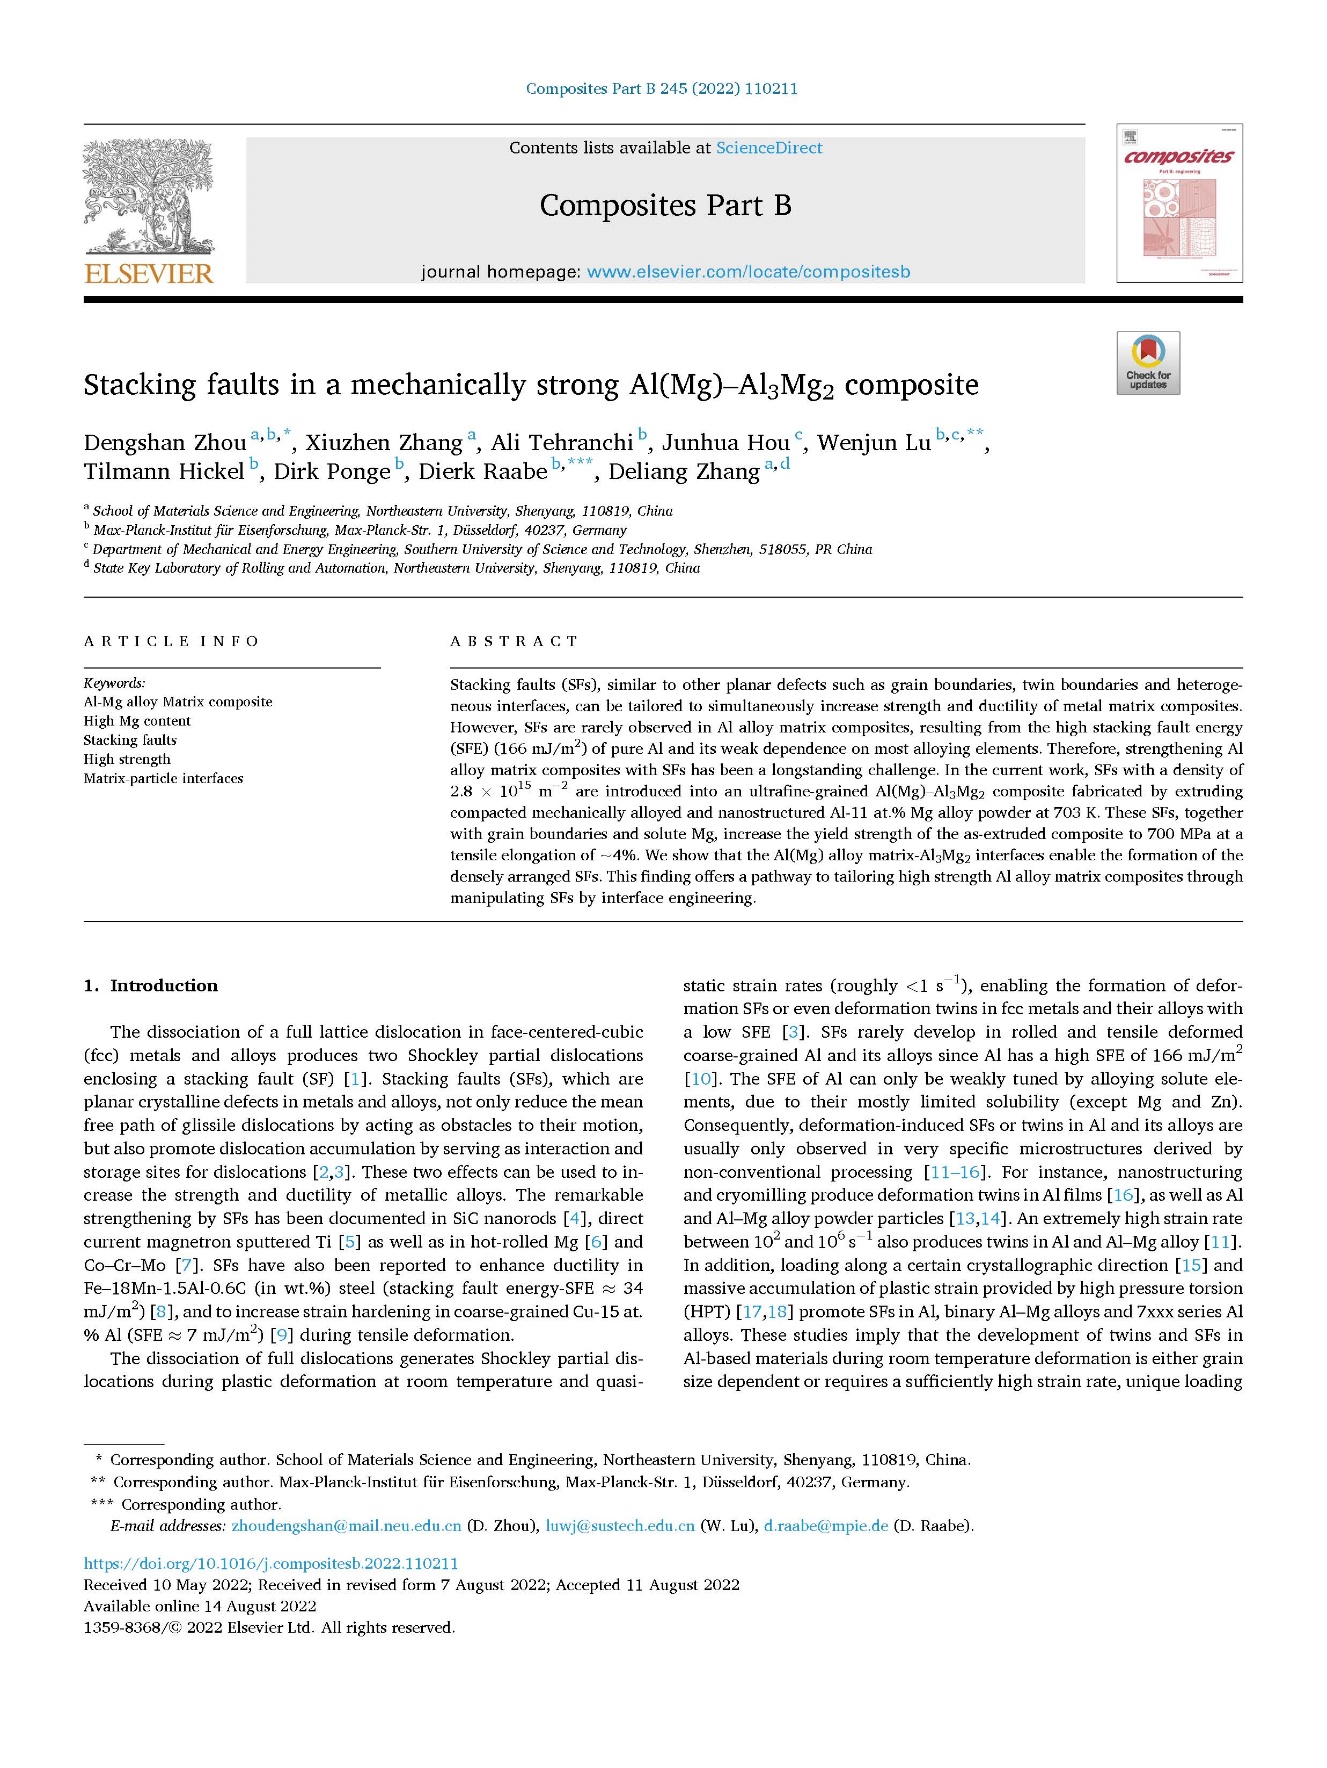 Composites Part B 245 (2022) 110211
Contents lists available at ScienceDirect
Composites Part B
journal homepage: www.elsevier.com/locate/compositesb
ELSEVIER
composites
Part B: engineering
Check for
updates
Stacking faults in a mechanically strong Al(Mg)–Al3Mg2 composite
Dengshan Zhou a,b,*, Xiuzhen Zhang a, Ali Tehranchi b, Junhua Hou c, Wenjun Lu b,c,**,
Tilmann Hickel b, Dirk Ponge b, Dierk Raabe b,***, Deliang Zhang a,d
a School of Materials Science and Engineering, Northeastern University, Shenyang, 110819, China
b Max-Planck-Institut für Eisenforschung, Max-Planck-Str. 1, Düsseldorf, 40237, Germany
c Department of Mechanical and Energy Engineering, Southern University of Science and Technology, Shenzhen, 518055, PR China
d State Key Laboratory of Rolling and Automation, Northeastern University, Shenyang, 110819, China
ARTICLE INFO
Keywords:
Al-Mg alloy Matrix composite
High Mg content
Stacking faults
High strength
Matrix-particle interfaces
ABSTRACT
Stacking faults (SFs), similar to other planar defects such as grain boundaries, twin boundaries and heteroge-
neous interfaces, can be tailored to simultaneously increase strength and ductility of metal matrix composites.
However, SFs are rarely observed in Al alloy matrix composites, resulting from the high stacking fault energy
(SFE) (166 mJ/m2) of pure Al and its weak dependence on most alloying elements. Therefore, strengthening Al
alloy matrix composites with SFs has been a longstanding challenge. In the current work, SFs with a density of
2.8 × 10^15 m^−2 are introduced into an ultrafine-grained Al(Mg)–Al3Mg2 composite fabricated by extruding
compacted mechanically alloyed and nanostructured Al-11 at.% Mg alloy powder at 703 K. These SFs, together
with grain boundaries and solute Mg, increase the yield strength of the as-extruded composite to 700 MPa at a
tensile elongation of ~4%. We show that the Al(Mg) alloy matrix-Al3Mg2 interfaces enable the formation of the
densely arranged SFs. This finding offers a pathway to tailoring high strength Al alloy matrix composites through
manipulating SFs by interface engineering.
1. Introduction
The dissociation of a full lattice dislocation in face-centered-cubic
(fcc) metals and alloys produces two Shockley partial dislocations
enclosing a stacking fault (SF) [1]. Stacking faults (SFs), which are
planar crystalline defects in metals and alloys, not only reduce the mean
free path of glissile dislocations by acting as obstacles to their motion,
but also promote dislocation accumulation by serving as interaction and
storage sites for dislocations [2,3]. These two effects can be used to in-
crease the strength and ductility of metallic alloys. The remarkable
strengthening by SFs has been documented in SiC nanorods [4], direct
current magnetron sputtered Ti [5] as well as in hot-rolled Mg [6] and
Co–Cr–Mo [7]. SFs have also been reported to enhance ductility in
Fe–18Mn-1.5Al-0.6C (in wt.%) steel (stacking fault energy-SFE ≈ 34
mJ/m2) [8], and to increase strain hardening in coarse-grained Cu-15 at.
% Al (SFE ≈ 7 mJ/m2) [9] during tensile deformation.
The dissociation of full dislocations generates Shockley partial dis-
locations during plastic deformation at room temperature and quasi-
static strain rates (roughly <1 s^−1), enabling the formation of defor-
mation SFs or even deformation twins in fcc metals and their alloys with
a low SFE [3]. SFs rarely develop in rolled and tensile deformed
coarse-grained Al and its alloys since Al has a high SFE of 166 mJ/m2
[10]. The SFE of Al can only be weakly tuned by alloying solute ele-
ments, due to their mostly limited solubility (except Mg and Zn).
Consequently, deformation-induced SFs or twins in Al and its alloys are
usually only observed in very specific microstructures derived by
non-conventional processing [11–16]. For instance, nanostructuring
and cryomilling produce deformation twins in Al films [16], as well as Al
and Al–Mg alloy powder particles [13,14]. An extremely high strain rate
between 10^2 and 10^6 s^−1 also produces twins in Al and Al–Mg alloy [11].
In addition, loading along a certain crystallographic direction [15] and
massive accumulation of plastic strain provided by high pressure torsion
(HPT) [17,18] promote SFs in Al, binary Al–Mg alloys and 7xxx series Al
alloys. These studies imply that the development of twins and SFs in
Al-based materials during room temperature deformation is either grain
size dependent or requires a sufficiently high strain rate, unique loading
* Corresponding author. School of Materials Science and Engineering, Northeastern University, Shenyang, 110819, China.
** Corresponding author. Max-Planck-Institut für Eisenforschung, Max-Planck-Str. 1, Düsseldorf, 40237, Germany.
*** Corresponding author.
E-mail addresses: zhoudengshan@mail.neu.edu.cn (D. Zhou), luwj@sustech.edu.cn (W. Lu), d.raabe@mpie.de (D. Raabe).
https://doi.org/10.1016/j.compositesb.2022.110211
Received 10 May 2022; Received in revised form 7 August 2022; Accepted 11 August 2022
Available online 14 August 2022
1359-8368/© 2022 Elsevier Ltd. All rights reserved.